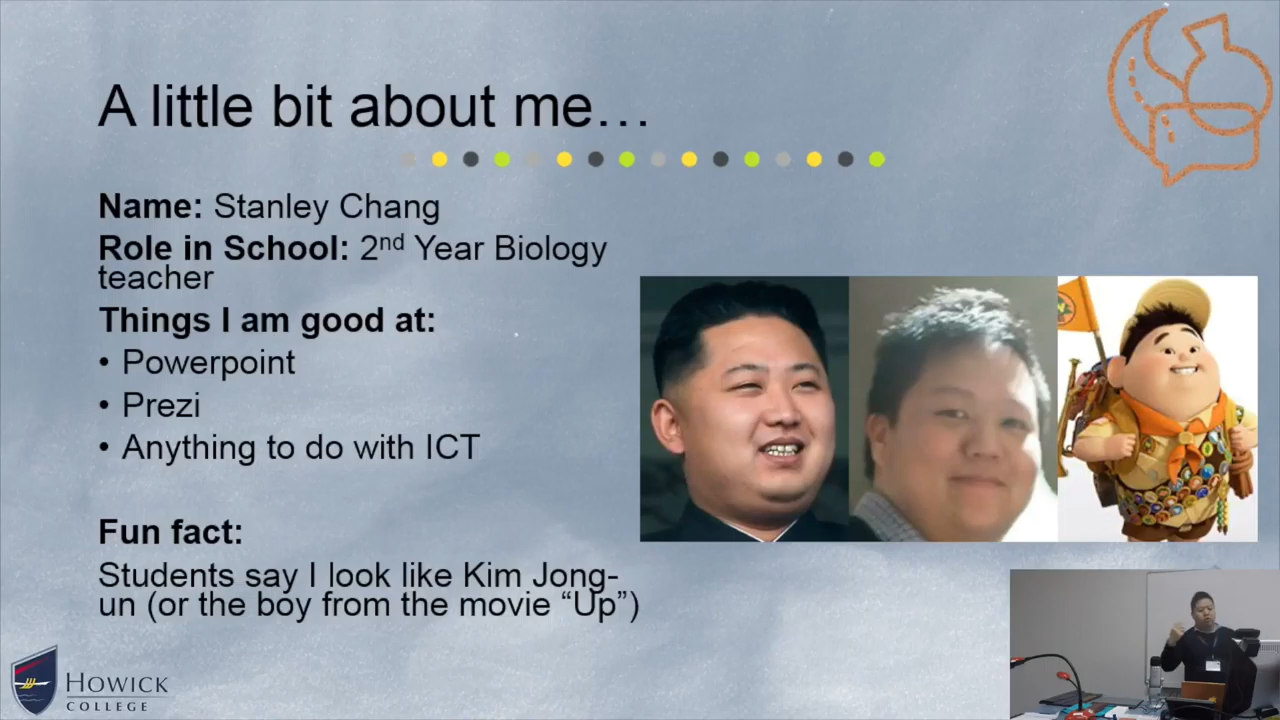 A little bit about me…
Name: Stanley Chang
Role in School: 2nd Year Biology
teacher
Things I am good at:
• Powerpoint
• Prezi
• Anything to do with ICT
Fun fact:
Students say I look like Kim Jong-
un (or the boy from the movie “Up”)
HOWICK
COLLEGE